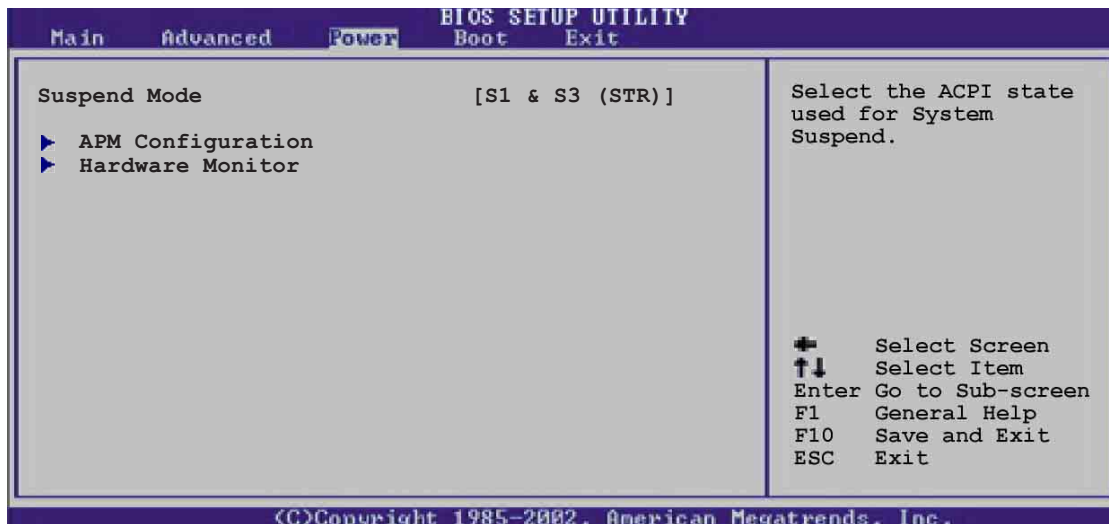 BIOS SETUP UTILITY
Main Advanced Power Boot Exit
Suspend Mode [S1 & S3 (STR)]
APM Configuration
Hardware Monitor
Select the ACPI state
used for System
Suspend.
Select Screen
↑↓ Select Item
Enter Go to Sub-screen
F1 General Help
F10 Save and Exit
ESC Exit
(C)Copyright 1985-2002, American Megatrends, Inc.